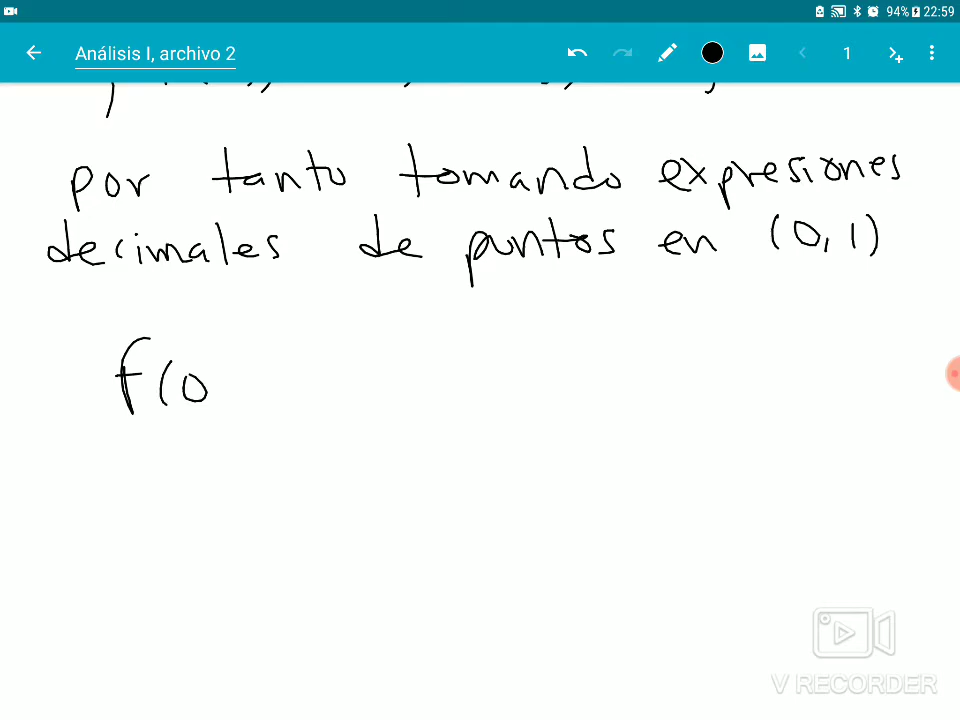 94% 22:59
Análisis I, archivo 2
1
por tanto tomando expresiones
decimales de puntos en (0,1)
f(0
V RECORDER